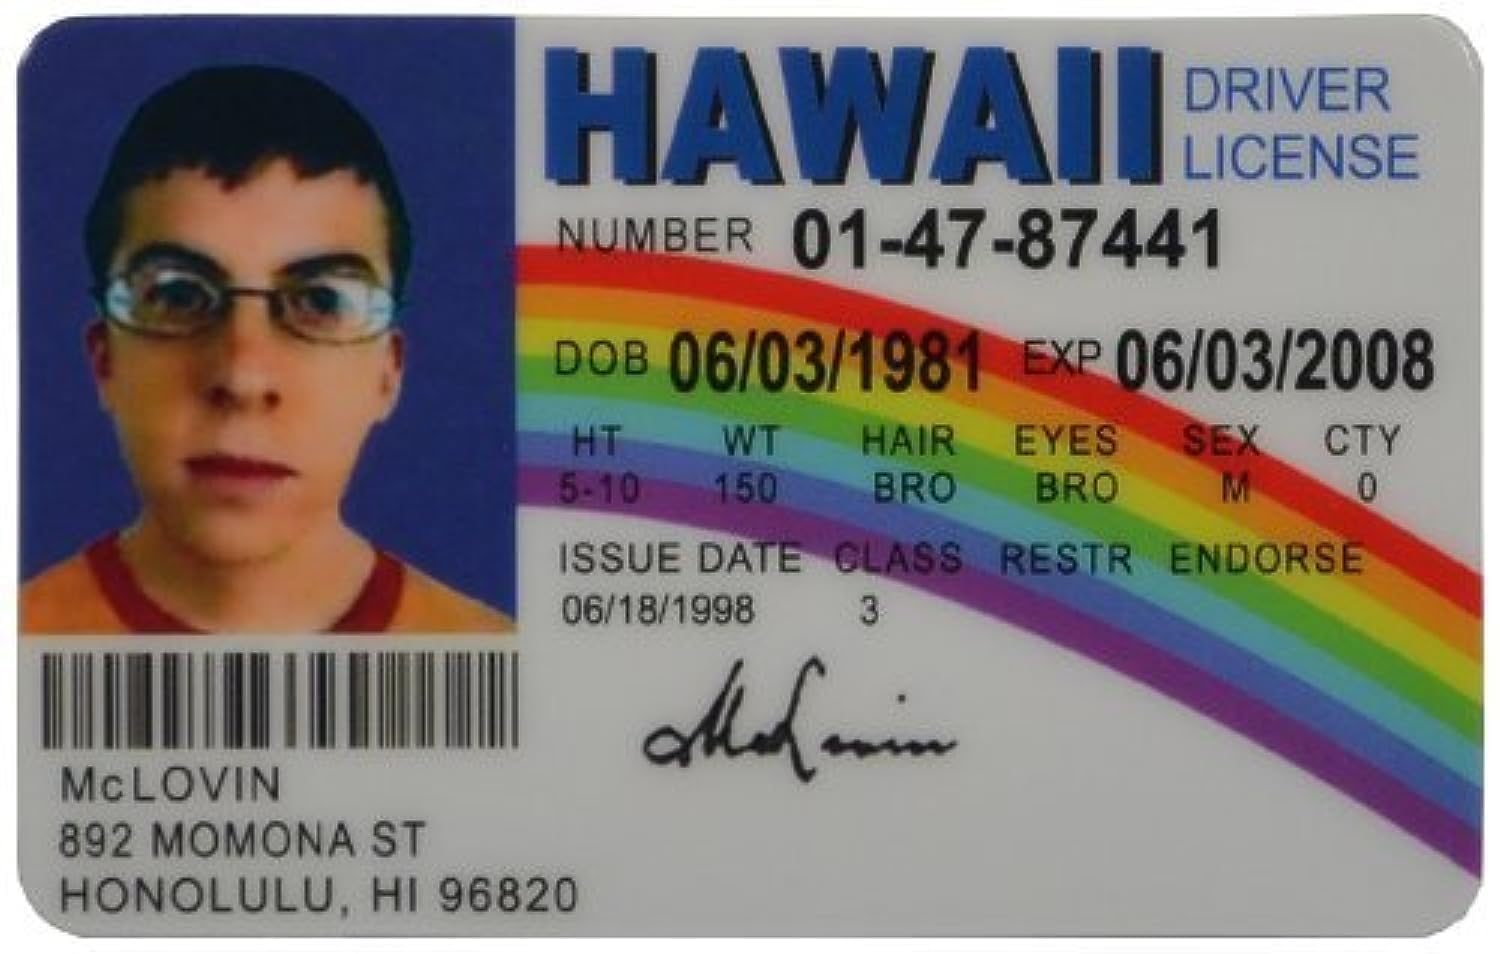 HAWAII DRIVER LICENSE
NUMBER 01-47-87441
DOB 06/03/1981 EXP 06/03/2008
HT WT HAIR EYES SEX CTY
5-10 150 BRO BRO M 0
ISSUE DATE CLASS RESTR ENDORSE
06/18/1998 3
McLovin
McLOVIN
892 MOMONA ST
HONOLULU, HI 96820